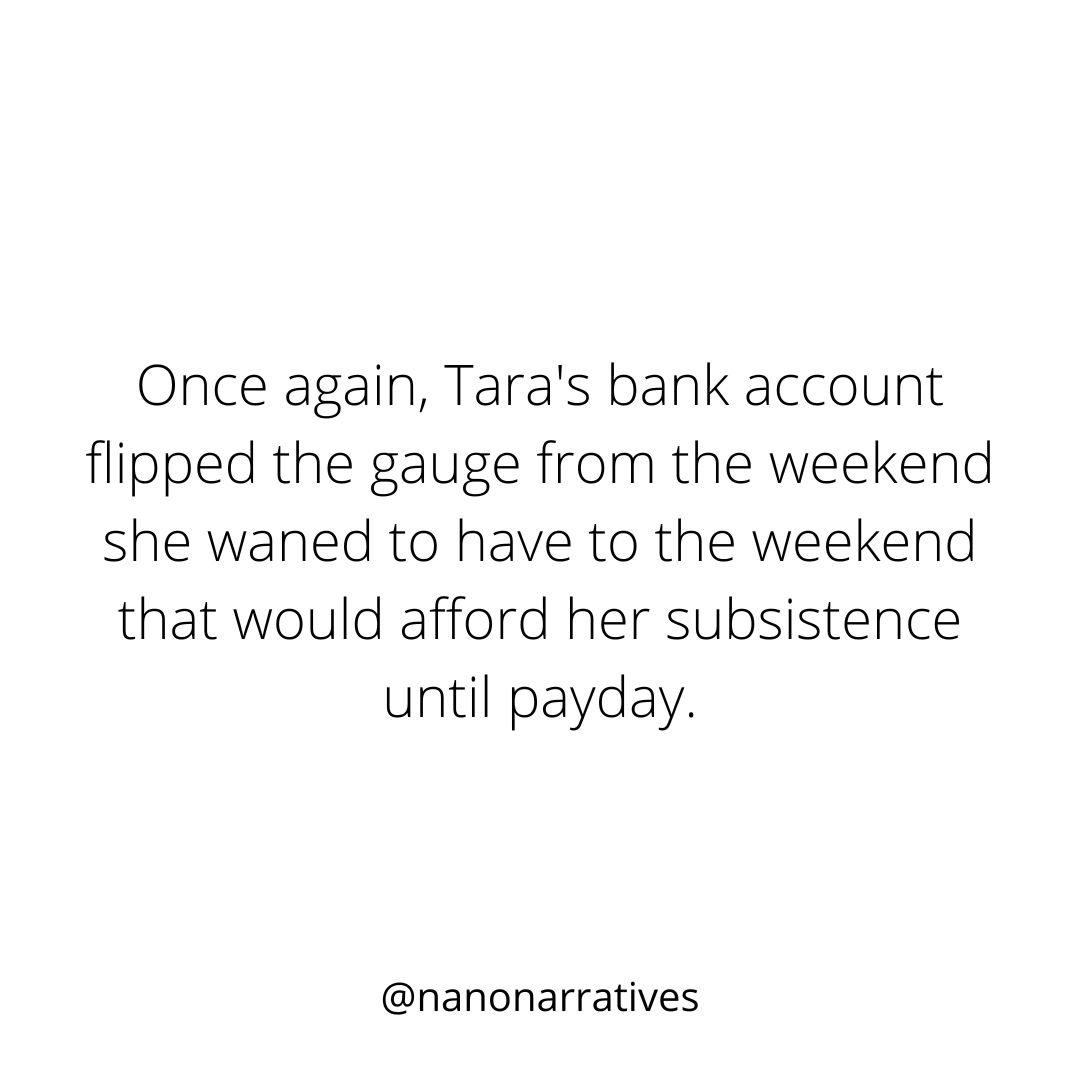 Once again, Tara's bank account
flipped the gauge from the weekend
she waned to have to the weekend
that would afford her subsistence
until payday.
@nanonarratives